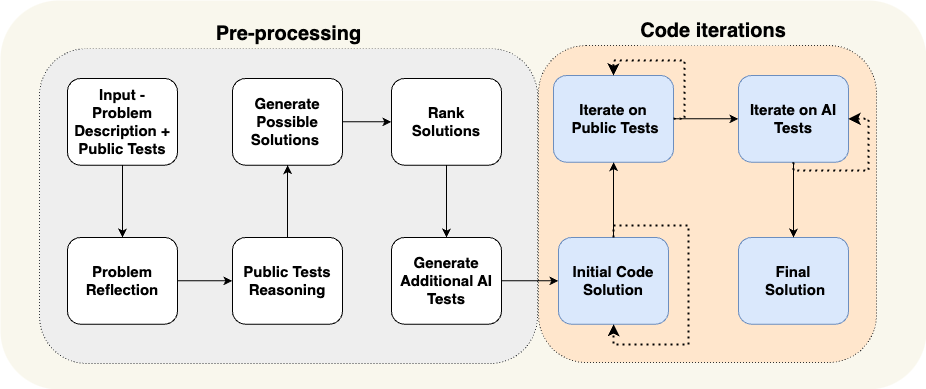 Pre-processing
Code iterations
Input -
Problem
Description +
Public Tests
Generate
Possible
Solutions
Rank
Solutions
Iterate on
Public Tests
Iterate on AI
Tests
Problem
Reflection
Public Tests
Reasoning
Generate
Additional AI
Tests
Initial Code
Solution
Final
Solution